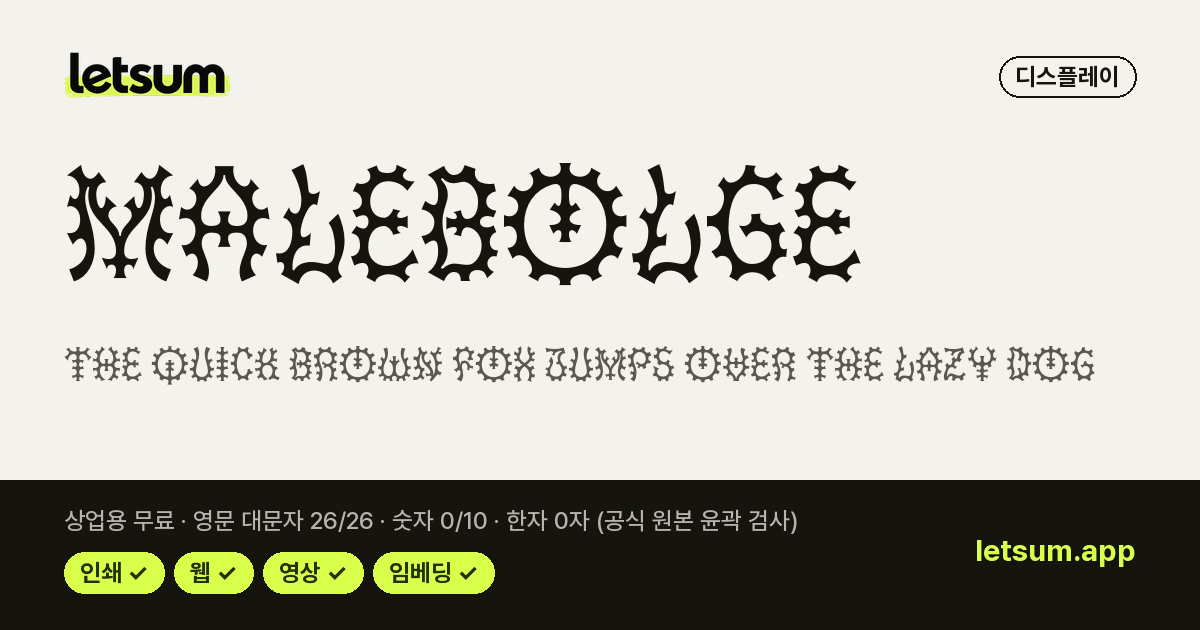 letsum
디스플레이
MALEBOLGE
THE QUICK BROWN FOX JUMPS OVER THE LAZY DOG
상업용 무료 · 영문 대문자 26/26 · 숫자 0/10 · 한자 0자 (공식 원본 윤곽 검사)
인쇄 ✓ 웹 ✓ 영상 ✓ 임베딩 ✓
letsum.app